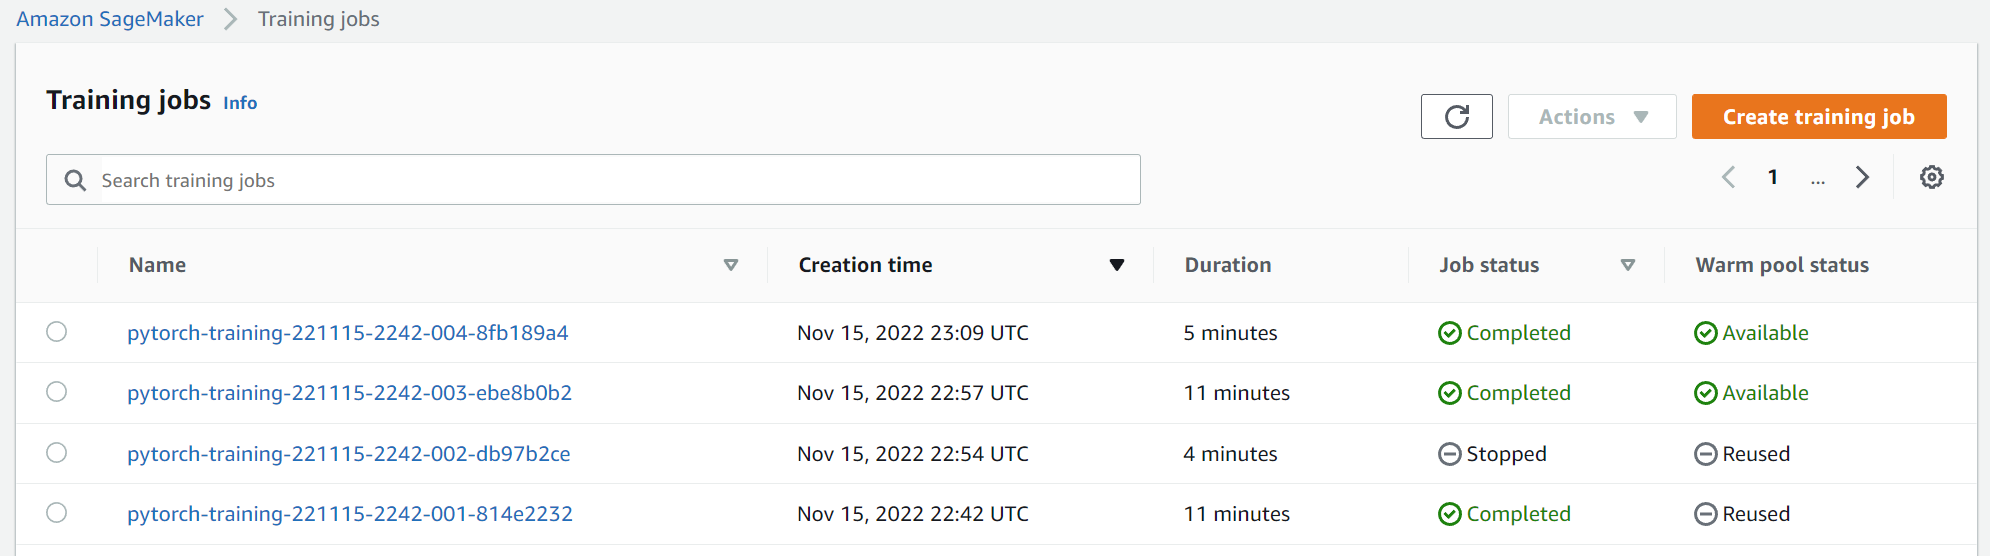 Amazon SageMaker > Training jobs
Training jobs Info
Actions Create training job
Search training jobs
1 ...
Name Creation time Duration Job status Warm pool status
pytorch-training-221115-2242-004-8fb189a4 Nov 15, 2022 23:09 UTC 5 minutes Completed Available
pytorch-training-221115-2242-003-ebe8b0b2 Nov 15, 2022 22:57 UTC 11 minutes Completed Available
pytorch-training-221115-2242-002-db97b2ce Nov 15, 2022 22:54 UTC 4 minutes Stopped Reused
pytorch-training-221115-2242-001-814e2232 Nov 15, 2022 22:42 UTC 11 minutes Completed Reused